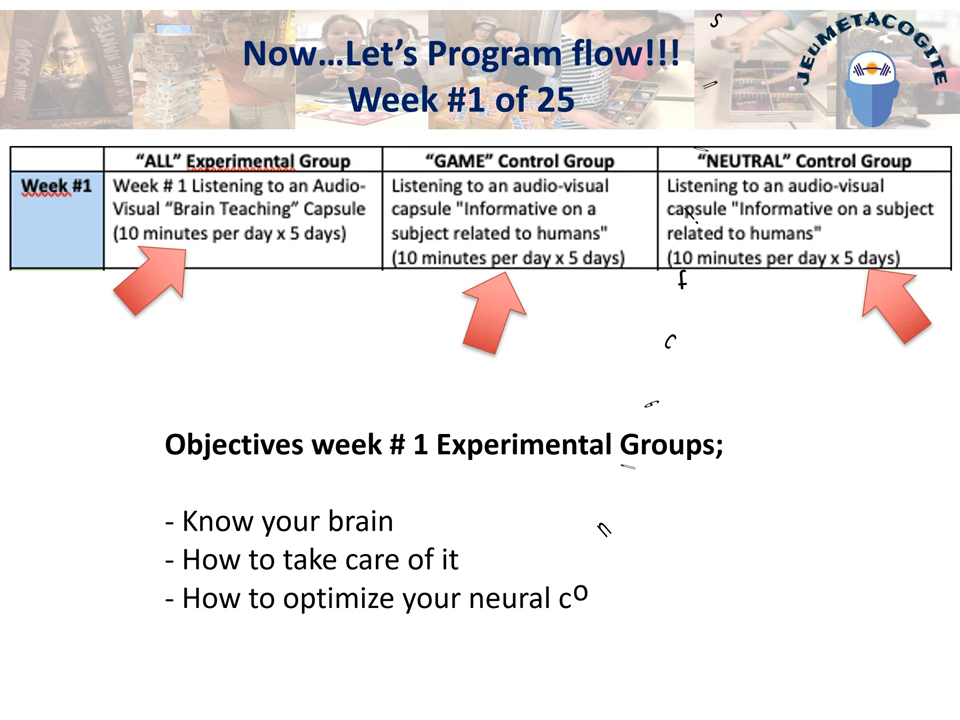 Now…Let's Program flow!!!
Week #1 of 25
JEUMETACOGITE
"ALL" Experimental Group
"GAME" Control Group
"NEUTRAL" Control Group
Week #1
Week # 1 Listening to an Audio-
Visual "Brain Teaching" Capsule
(10 minutes per day x 5 days)
Listening to an audio-visual
capsule "Informative on a
subject related to humans"
(10 minutes per day x 5 days)
Listening to an audio-visual
capsule "Informative on a subject
related to humans"
(10 minutes per day x 5 days)
Objectives week # 1 Experimental Groups;
- Know your brain
- How to take care of it
- How to optimize your neural co